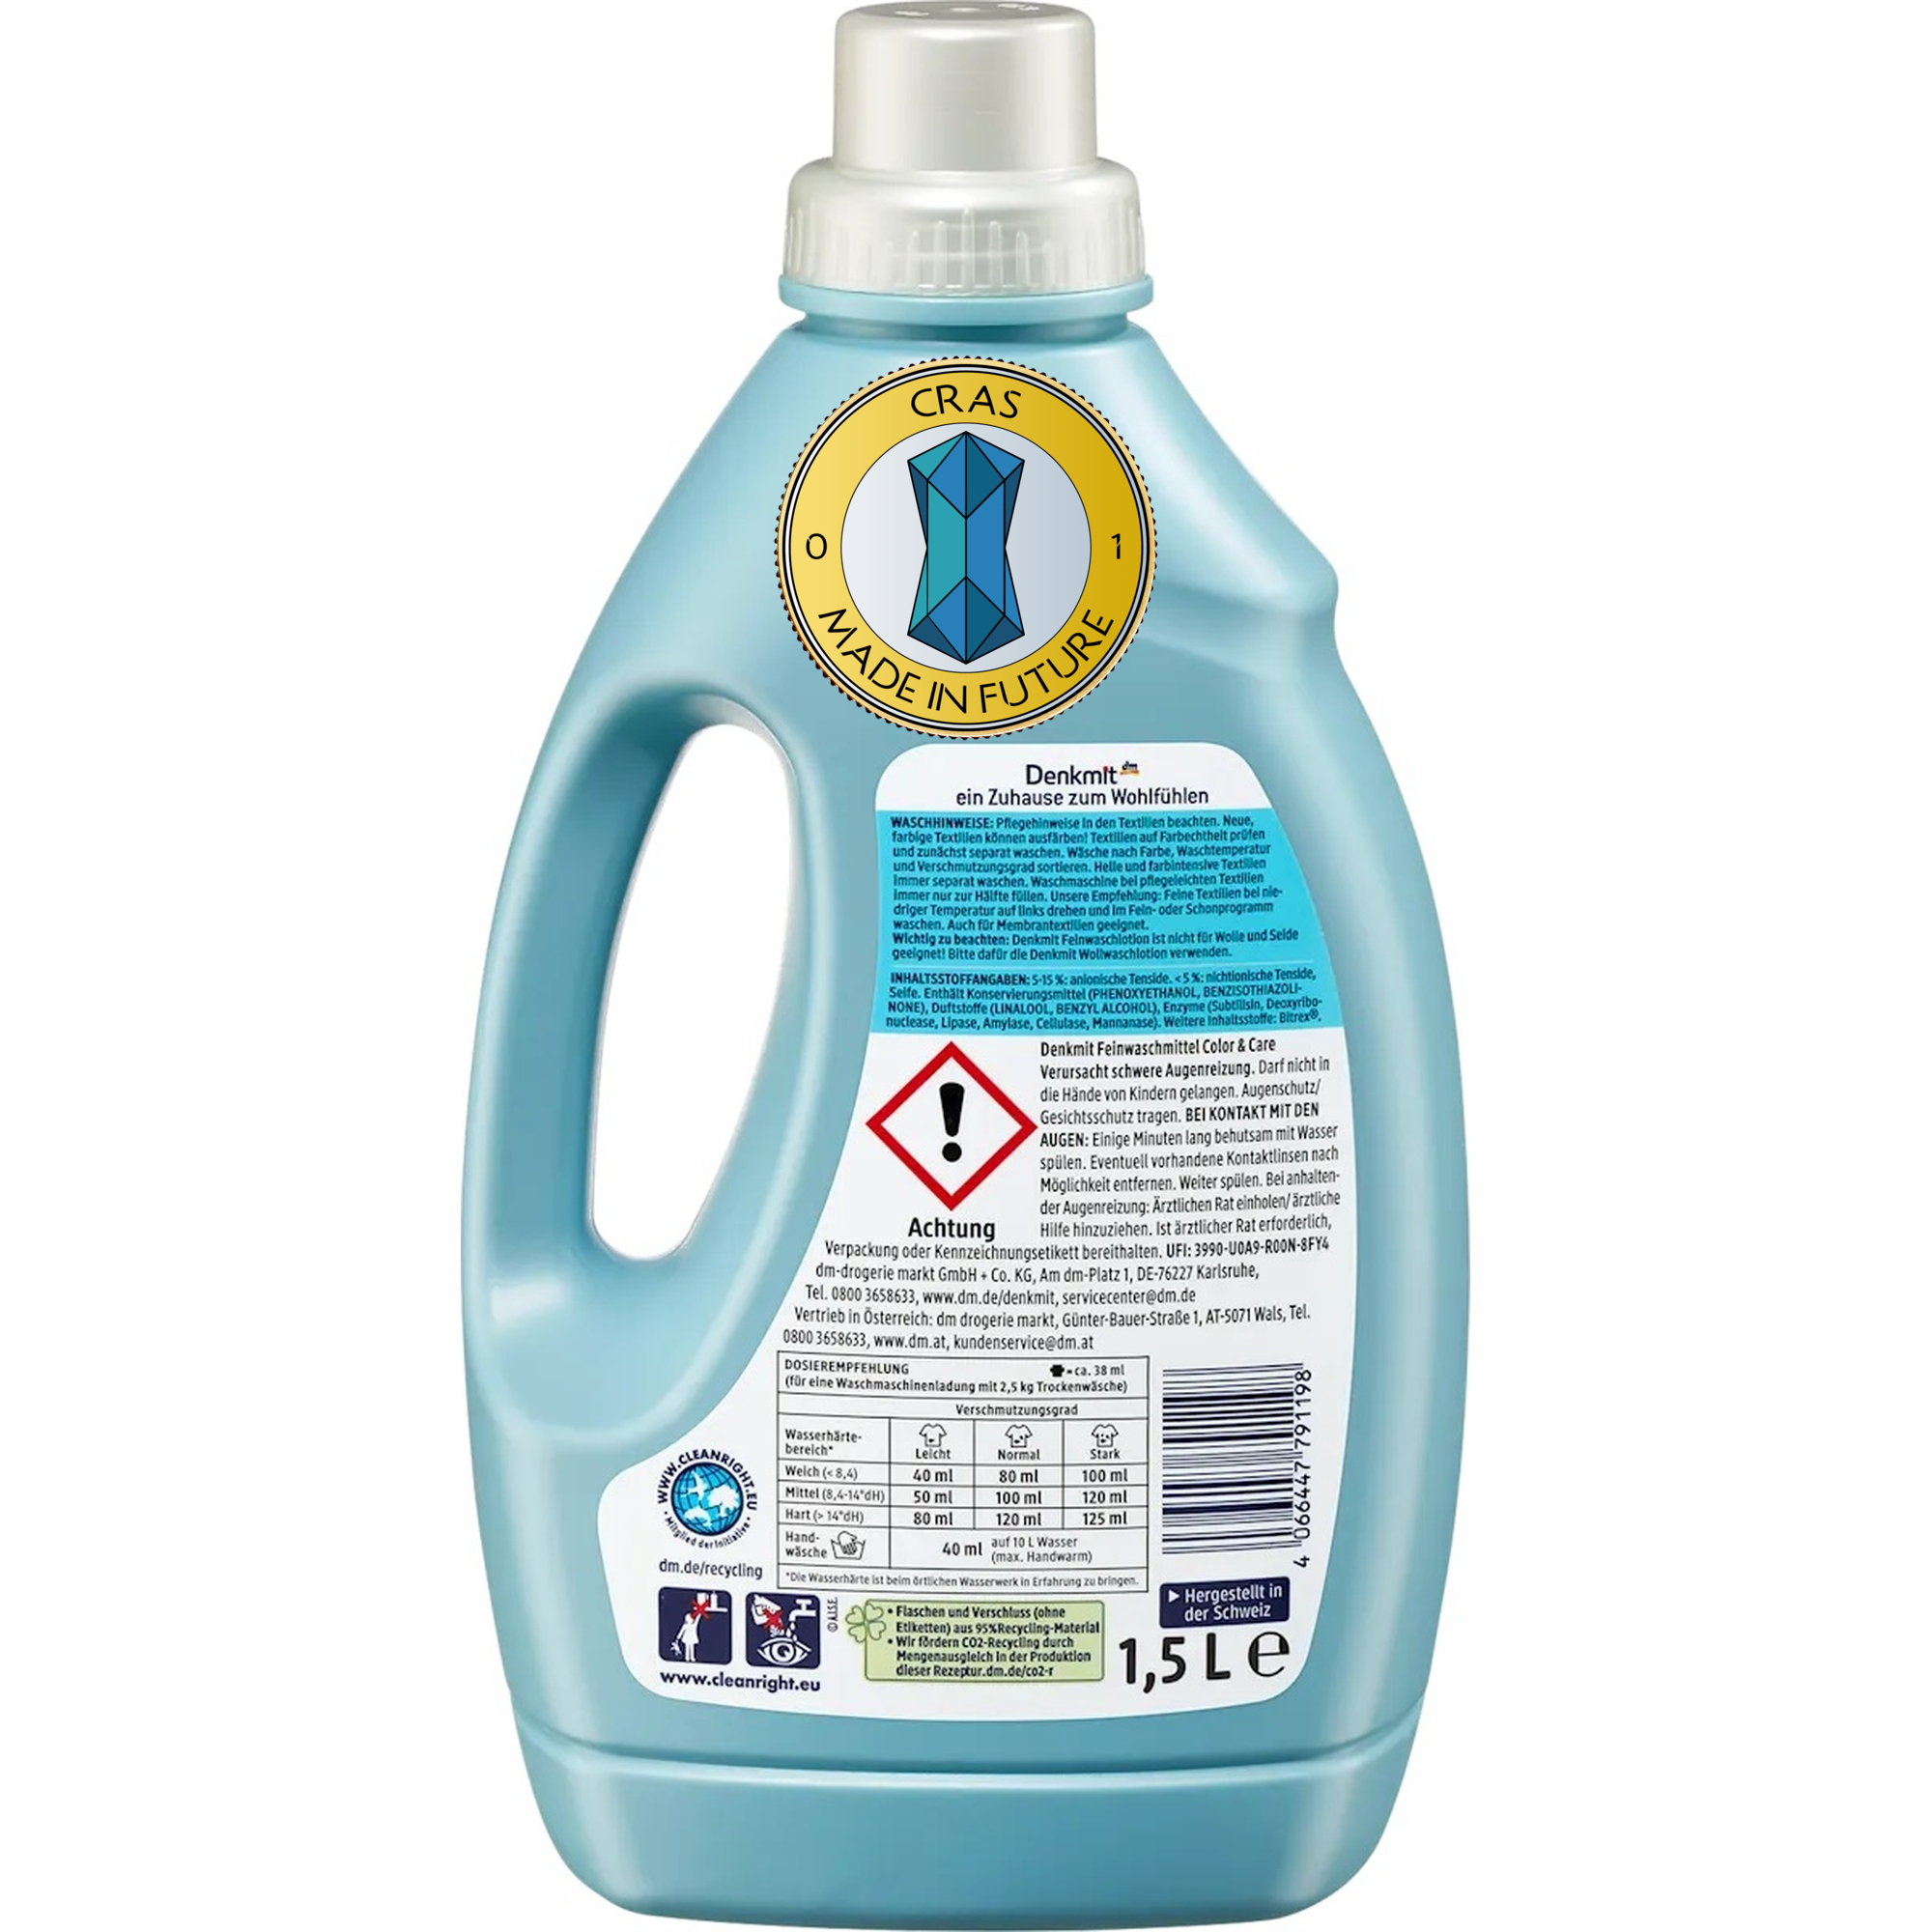 CRAS
0 1
MADE IN FUTURE
Denkmit dm
ein Zuhause zum Wohlfühlen
WASCHHINWEISE: Pflegehinweise in den Textilien beachten. Neue,
farbige Textilien können ausfärben! Textilien auf Farbechtheit prüfen
und zunächst separat waschen. Wäsche nach Farbe, Waschtemperatur
und Verschmutzungsgrad sortieren. Helle und farbintensive Textilien
immer separat waschen. Waschmaschine bei pflegeleichten Textilien
immer nur zur Hälfte füllen. Unsere Empfehlung: Feine Textilien bei nie-
driger Temperatur auf links drehen und im Fein- oder Schonprogramm
waschen. Auch für Membrantextilien geeignet.
Wichtig zu beachten: Denkmit Feinwaschlotion ist nicht für Wolle und Seide
geeignet! Bitte dafür die Denkmit Wollwaschlotion verwenden.
INHALTSSTOFFANGABEN: 5-15 %: anionische Tenside. < 5 %: nichtionische Tenside,
Seife. Enthält Konservierungsmittel (PHENOXYETHANOL, BENZISOTHIAZOLI-
NONE), Duftstoffe (LINALOOL, BENZYL ALCOHOL), Enzyme (Subtilisin, Deoxyribo-
nuclease, Lipase, Amylase, Cellulase, Mannanase). Weitere Inhaltsstoffe: Bitrex®.
Denkmit Feinwaschmittel Color & Care
Verursacht schwere Augenreizung. Darf nicht in
die Hände von Kindern gelangen. Augenschutz/
Gesichtsschutz tragen. BEI KONTAKT MIT DEN
AUGEN: Einige Minuten lang behutsam mit Wasser
spülen. Eventuell vorhandene Kontaktlinsen nach
Möglichkeit entfernen. Weiter spülen. Bei anhalten-
der Augenreizung: Ärztlichen Rat einholen/ärztliche
Achtung
Hilfe hinzuziehen. Ist ärztlicher Rat erforderlich,
Verpackung oder Kennzeichnungsetikett bereithalten. UFI: 3990-U0A9-R00N-8FY4
dm-drogerie markt GmbH + Co. KG, Am dm-Platz 1, DE-76227 Karlsruhe,
Tel. 0800 3658633, www.dm.de/denkmit, servicecenter@dm.de
Vertrieb in Österreich: dm drogerie markt, Günter-Bauer-Straße 1, AT-5071 Wals, Tel.
0800 3658633, www.dm.at, kundenservice@dm.at
DOSIEREMPFEHLUNG = ca. 38 ml
(für eine Waschmaschinenladung mit 2,5 kg Trockenwäsche)
Verschmutzungsgrad
Wasserhärte-
bereich* Leicht Normal Stark
Weich (< 8,4) 40 ml 80 ml 100 ml
Mittel (8,4-14°dH) 50 ml 100 ml 120 ml
Hart (> 14°dH) 80 ml 120 ml 125 ml
Hand-
wäsche 40 ml auf 10 L Wasser
(max. Handwarm)
*Die Wasserhärte ist beim örtlichen Wasserwerk in Erfahrung zu bringen.
4 066447 791198
WWW.CLEANRIGHT.EU
• Mitglied der Initiative •
dm.de/recycling
© A.I.S.E.
www.cleanright.eu
• Flaschen und Verschluss (ohne
Etiketten) aus 95%Recycling-Material
• Wir fördern CO2-Recycling durch
Mengenausgleich in der Produktion
dieser Rezeptur.dm.de/co2-r
Hergestellt in
der Schweiz
1,5 L e